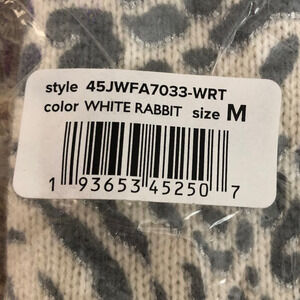 style 45JWFA7033-WRT
color WHITE RABBIT size M
1 93653 45250 7